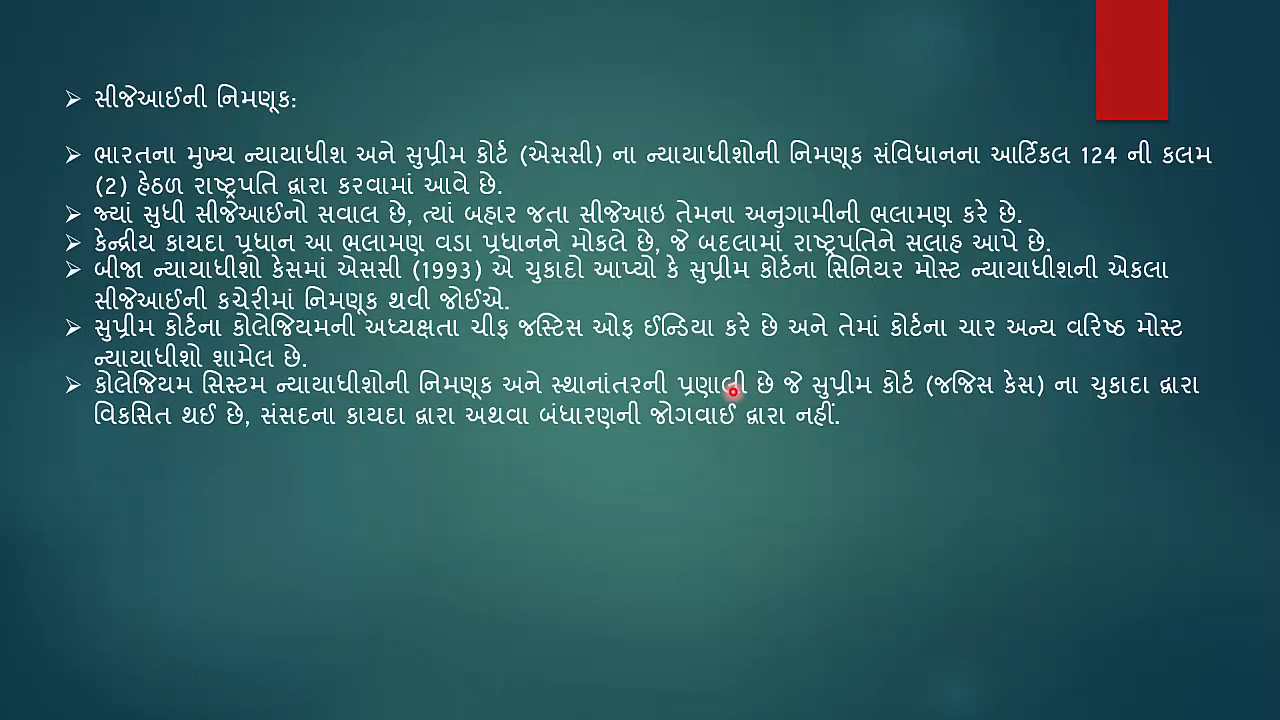 સીજેઆઈની નિમણૂક:
ભારતના મુખ્ય ન્યાયાધીશ અને સુપ્રીમ કોર્ટ (એસસી) ના ન્યાયાધીશોની નિમણૂક સંવિધાનના આર્ટિકલ 124 ની કલમ
(2) હેઠળ રાષ્ટ્રપતિ દ્વારા કરવામાં આવે છે.
જ્યાં સુધી સીજેઆઈનો સવાલ છે, ત્યાં બહાર જતા સીજેઆઇ તેમના અનુગામીની ભલામણ કરે છે.
કેન્દ્રીય કાયદા પ્રધાન આ ભલામણ વડા પ્રધાનને મોકલે છે, જે બદલામાં રાષ્ટ્રપતિને સલાહ આપે છે.
બીજા ન્યાયાધીશો કેસમાં એસસી (1993) એ ચુકાદો આપ્યો કે સુપ્રીમ કોર્ટના સિનિયર મોસ્ટ ન્યાયાધીશની એકલા
સીજેઆઈની કચેરીમાં નિમણૂક થવી જોઈએ.
સુપ્રીમ કોર્ટના કોલેજિયમની અધ્યક્ષતા ચીફ જસ્ટિસ ઓફ ઈન્ડિયા કરે છે અને તેમાં કોર્ટના ચાર અન્ય વરિષ્ઠ મોસ્ટ
ન્યાયાધીશો શામેલ છે.
કોલેજિયમ સિસ્ટમ ન્યાયાધીશોની નિમણૂક અને સ્થાનાંતરની પ્રણાલી છે જે સુપ્રીમ કોર્ટ (જજિસ કેસ) ના ચુકાદા દ્વારા
વિકસિત થઈ છે, સંસદના કાયદા દ્વારા અથવા બંધારણની જોગવાઈ દ્વારા નહીં.